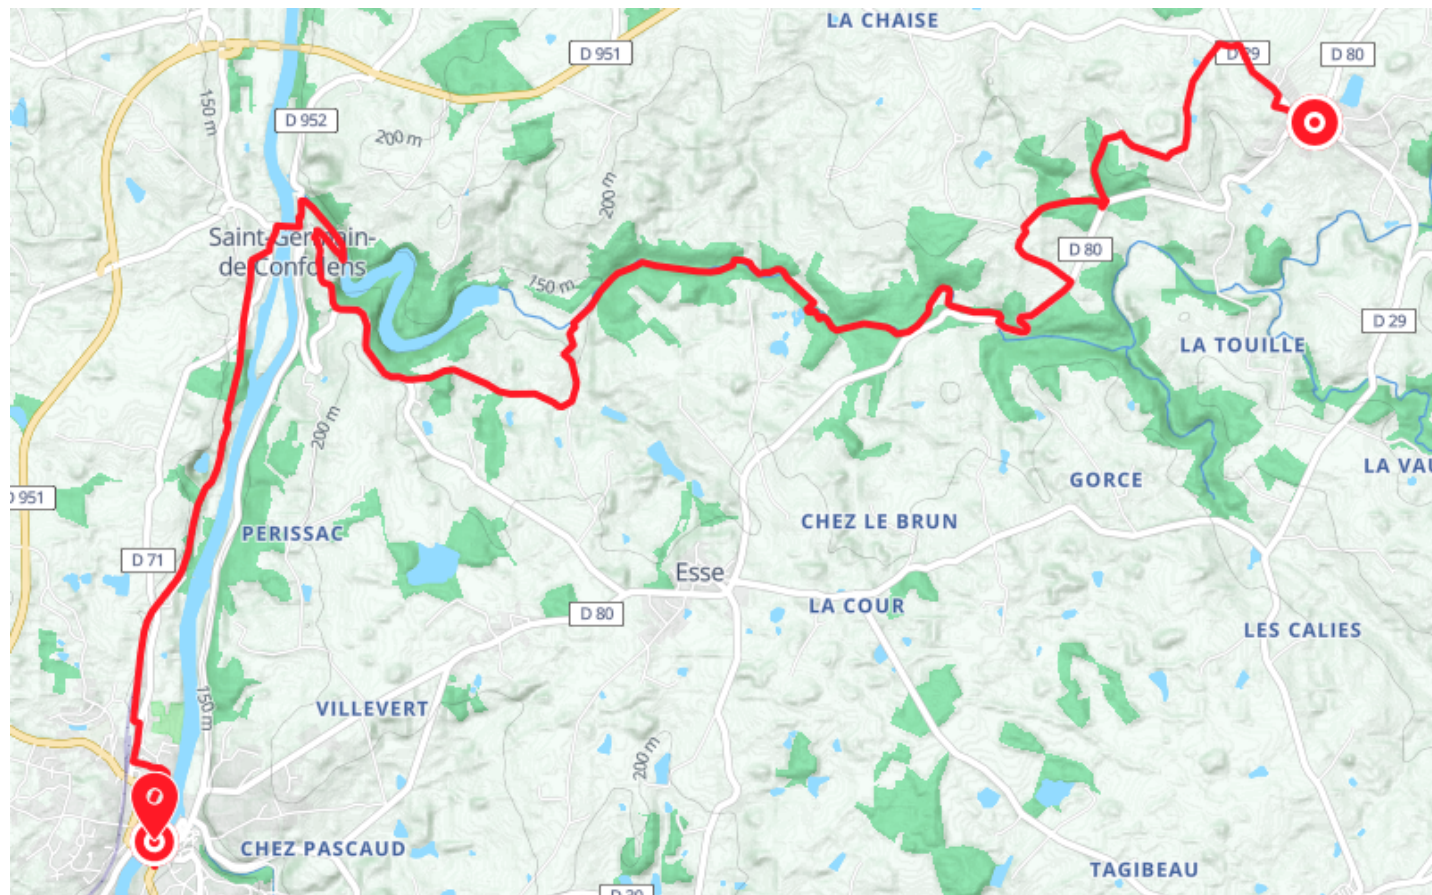 LA CHAISE
D 951
D 29
D 80
150 m
D 952
200 m
200 m
Saint-Germain-
de-Confolens
D 80
150 m
D 29
LA TOUILLE
200 m
LA VAU
D 951
GORCE
CHEZ LE BRUN
PERISSAC
D 71
Esse
LA COUR
D 80
LES CALIES
150 m
VILLEVERT
200 m
CHEZ PASCAUD
TAGIBEAU
D 30